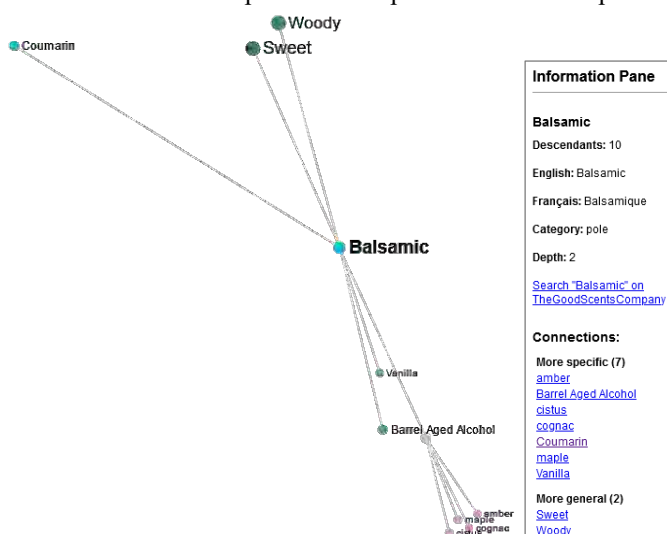 Woody
Sweet
Coumarin
Balsamic
Vanilla
Barrel Aged Alcohol
amber
maple
cognac
cistus
Information Pane
Balsamic
Descendants: 10
English: Balsamic
Français: Balsamique
Category: pole
Depth: 2
Search "Balsamic" on
TheGoodScentsCompany
Connections:
More specific (7)
amber
Barrel Aged Alcohol
cistus
cognac
Coumarin
maple
Vanilla
More general (2)
Sweet
Woody